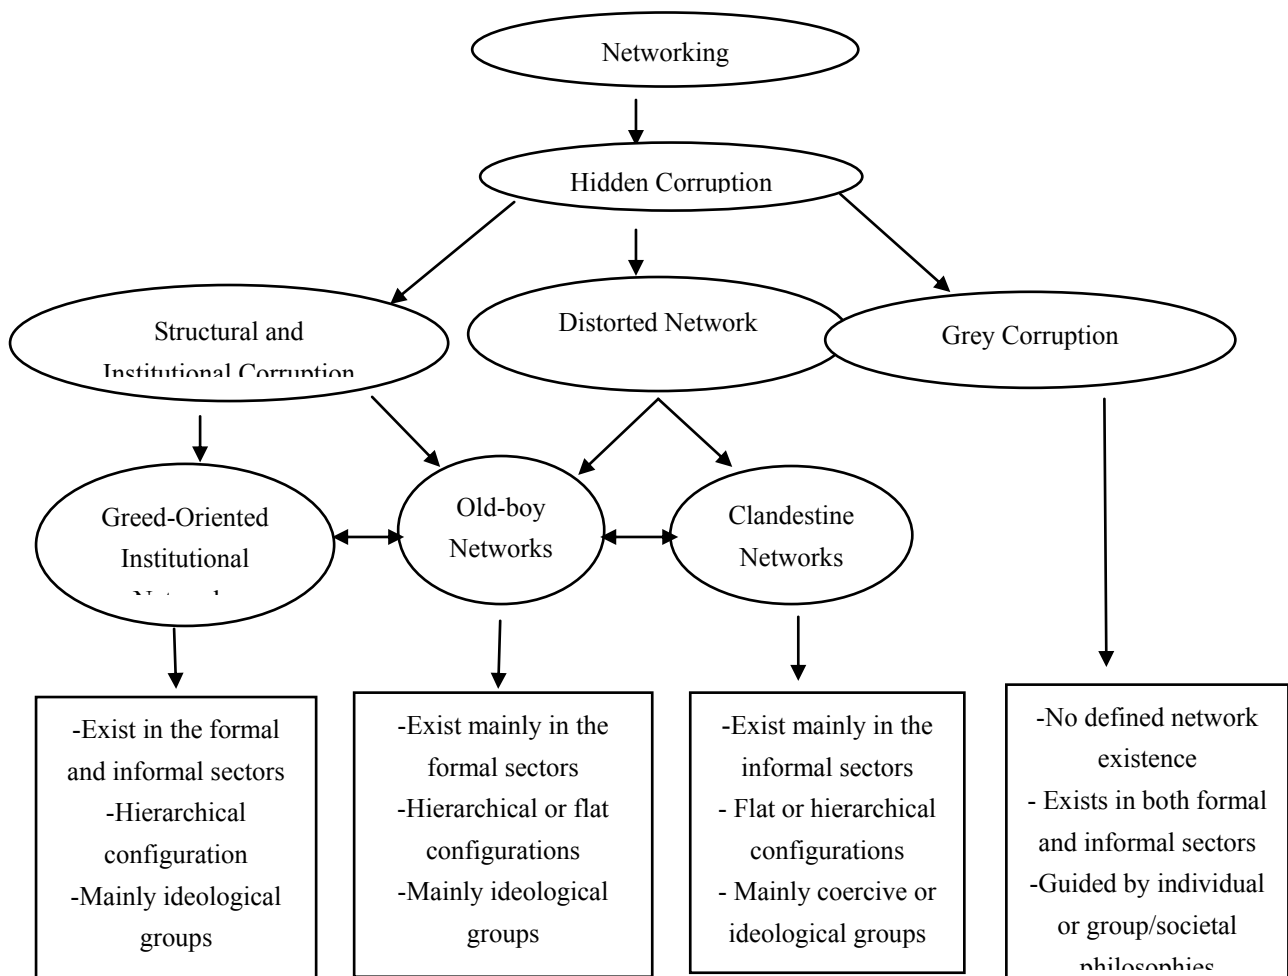 Networking
Hidden Corruption
Structural and
Institutional Corruption
Distorted Network
Grey Corruption
Greed-Oriented
Institutional
Old-boy
Networks
Clandestine
Networks
-Exist in the formal
and informal sectors
-Hierarchical
configuration
-Mainly ideological
groups
-Exist mainly in the
formal sectors
-Hierarchical or flat
configurations
-Mainly ideological
groups
-Exist mainly in the
informal sectors
- Flat or hierarchical
configurations
- Mainly coercive or
ideological groups
-No defined network
existence
- Exists in both formal
and informal sectors
-Guided by individual
or group/societal
philosophies